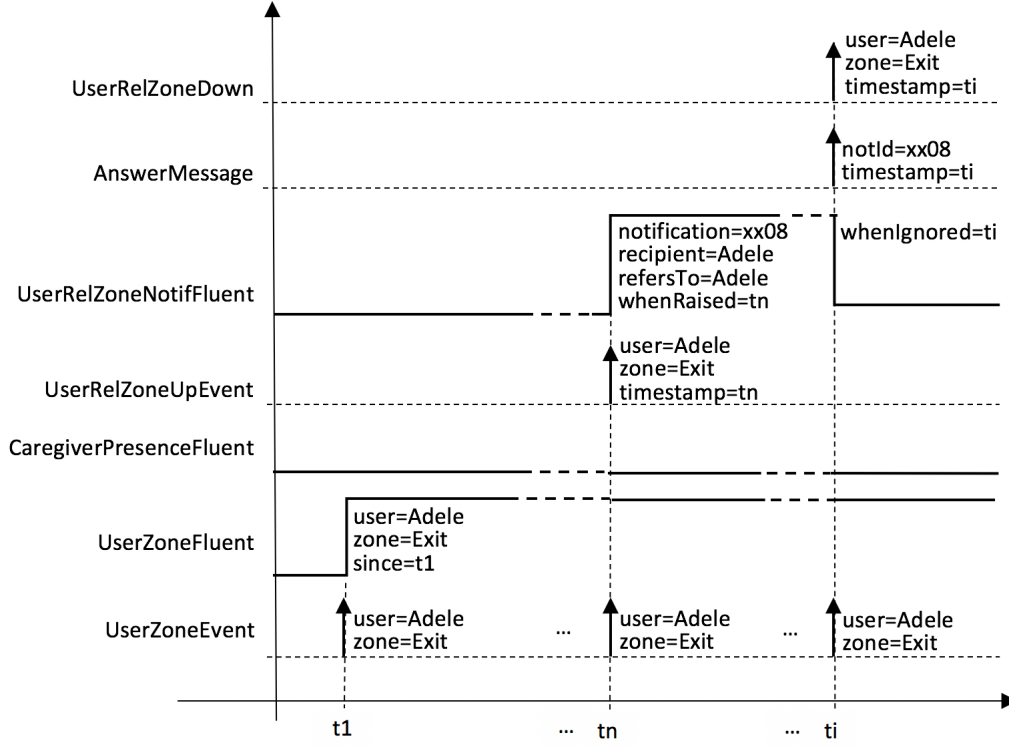 user=Adele
zone=Exit
timestamp=ti
UserRelZoneDown
notId=xx08
timestamp=ti
AnswerMessage
notification=xx08
recipient=Adele
refersTo=Adele
whenRaised=tn
whenIgnored=ti
UserRelZoneNotifFluent
user=Adele
zone=Exit
timestamp=tn
UserRelZoneUpEvent
CaregiverPresenceFluent
user=Adele
zone=Exit
since=t1
UserZoneFluent
UserZoneEvent
user=Adele
zone=Exit
...
user=Adele
zone=Exit
...
user=Adele
zone=Exit
t1 ... tn ... ti